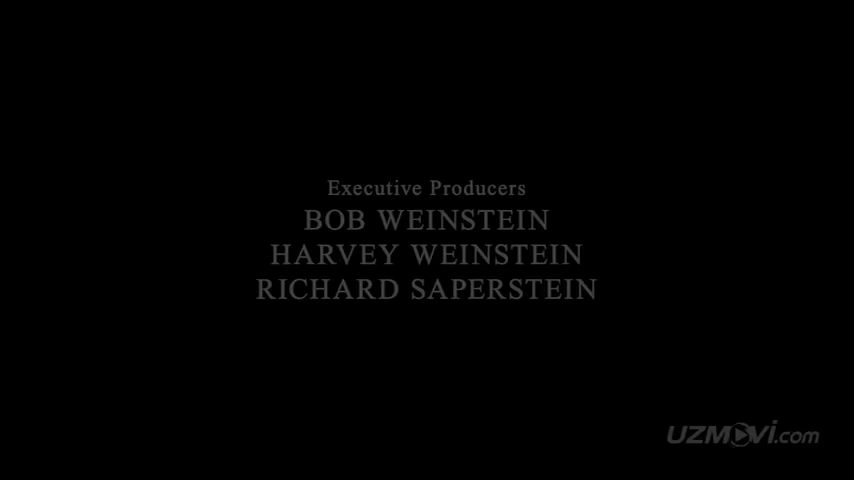 Executive Producers
BOB WEINSTEIN
HARVEY WEINSTEIN
RICHARD SAPERSTEIN
UZMOVi.com